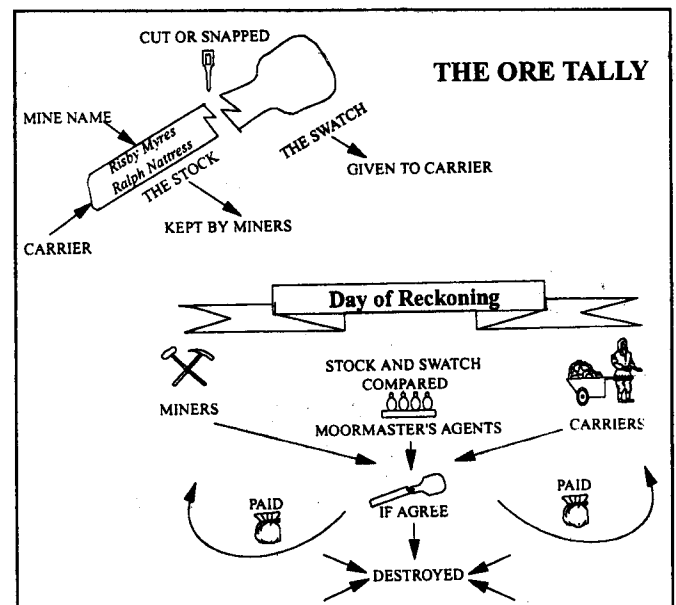 CUT OR SNAPPED
THE ORE TALLY
MINE NAME
Risby Myres
Ralph Nattress
THE STOCK
THE SWATCH
GIVEN TO CARRIER
KEPT BY MINERS
CARRIER
Day of Reckoning
STOCK AND SWATCH
COMPARED
MINERS
MOORMASTER'S AGENTS
CARRIERS
PAID
IF AGREE
PAID
DESTROYED